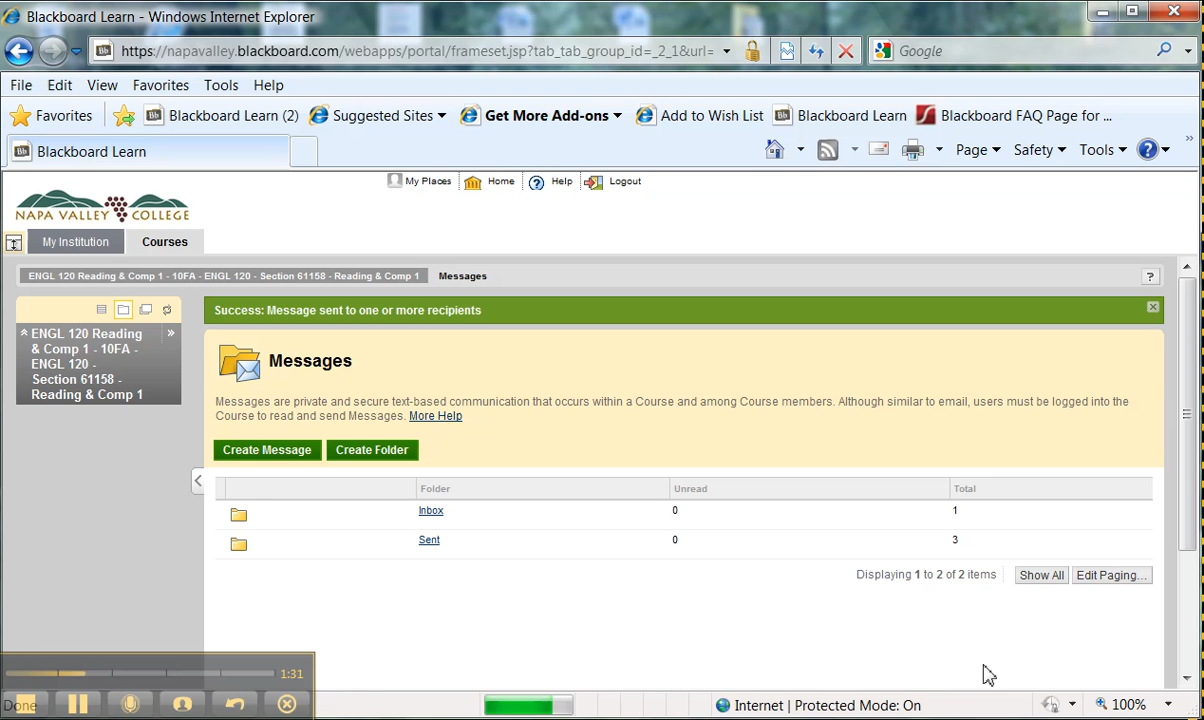 Blackboard Learn - Windows Internet Explorer
https://napavalley.blackboard.com/webapps/portal/frameset.jsp?tab_tab_group_id=_2_1&url=
Google
File Edit View Favorites Tools Help
Favorites Blackboard Learn (2) Suggested Sites Get More Add-ons Add to Wish List Blackboard Learn Blackboard FAQ Page for ...
Blackboard Learn
Page Safety Tools
My Places Home Help Logout
NAPA VALLEY COLLEGE
My Institution Courses
ENGL 120 Reading & Comp 1 - 10FA - ENGL 120 - Section 61158 - Reading & Comp 1 Messages ?
Success: Message sent to one or more recipients
ENGL 120 Reading
& Comp 1 - 10FA -
ENGL 120 -
Section 61158 -
Reading & Comp 1
Messages
Messages are private and secure text-based communication that occurs within a Course and among Course members. Although similar to email, users must be logged into the
Course to read and send Messages. More Help
Create Message Create Folder
Folder Unread Total
Inbox 0 1
Sent 0 3
Displaying 1 to 2 of 2 items Show All Edit Paging...
1:31
Done
Internet | Protected Mode: On
100%